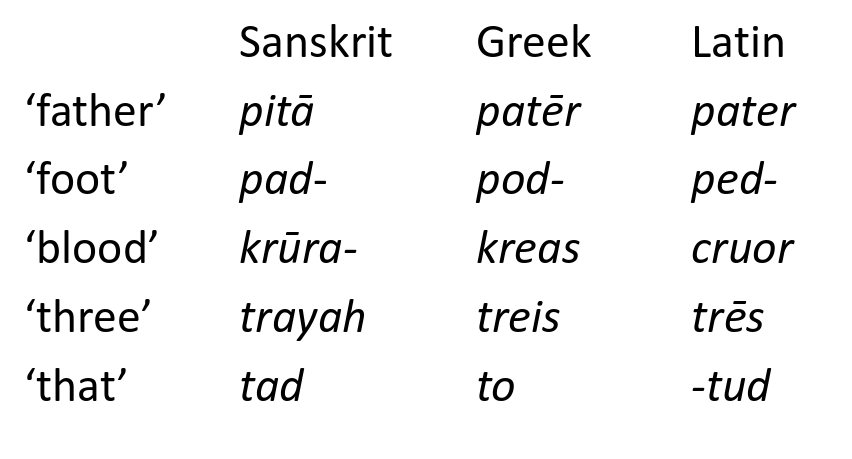 Sanskrit Greek Latin
‘father’ pitā patēr pater
‘foot’ pad- pod- ped-
‘blood’ krūra- kreas cruor
‘three’ trayah treis trēs
‘that’ tad to -tud